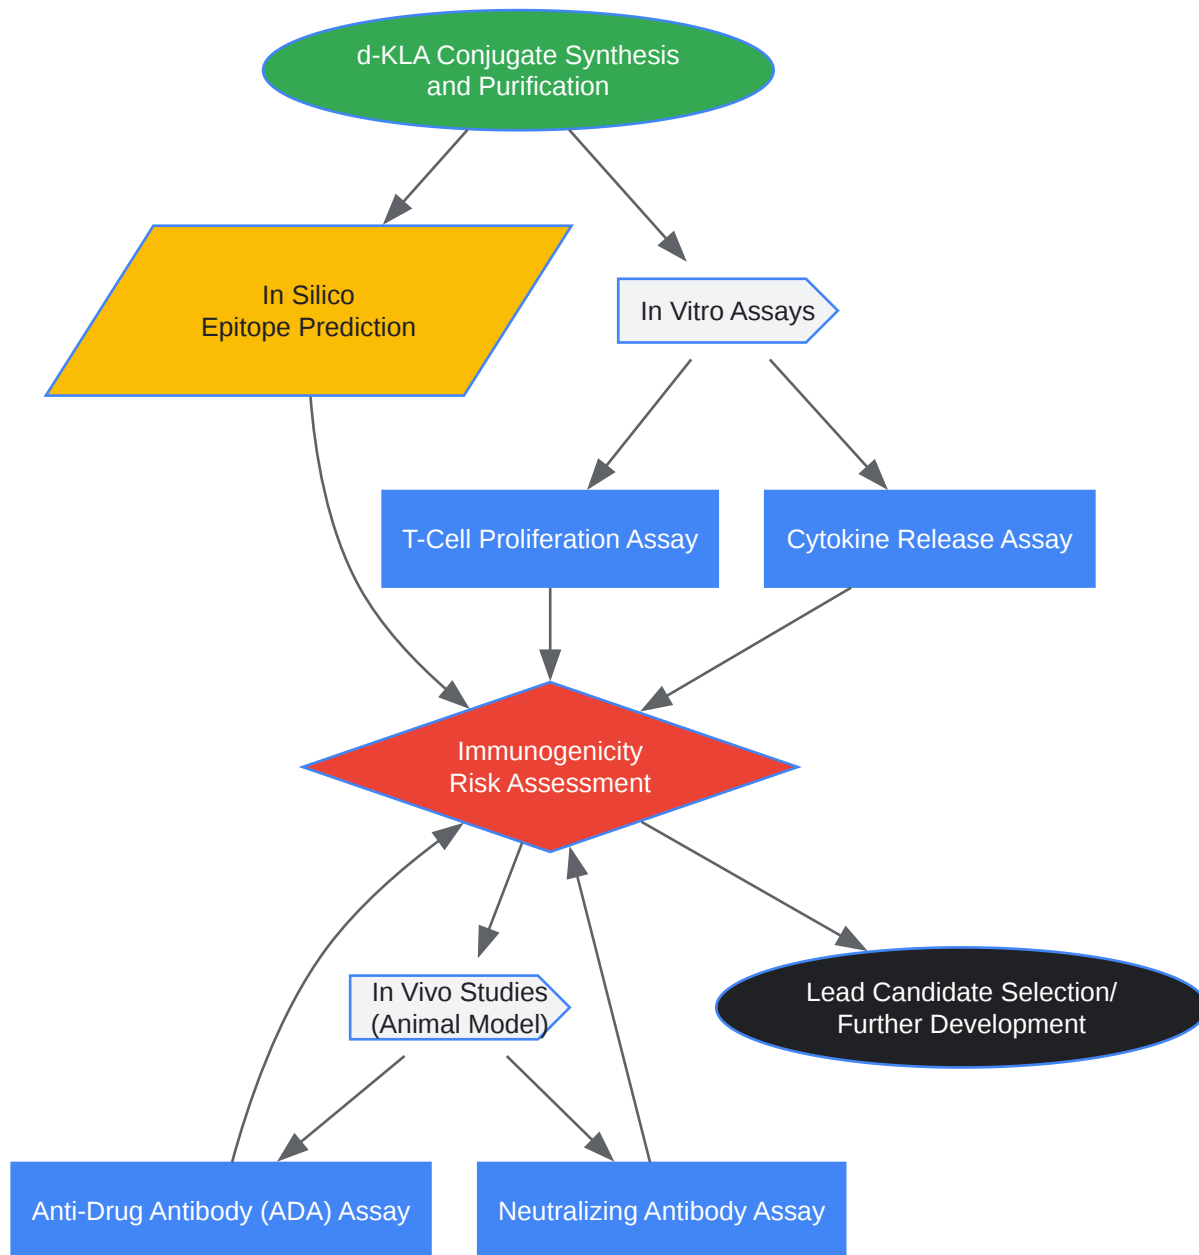 d-KLA Conjugate Synthesis
and Purification
In Silico
Epitope Prediction
In Vitro Assays
T-Cell Proliferation Assay
Cytokine Release Assay
Immunogenicity
Risk Assessment
In Vivo Studies
(Animal Model)
Lead Candidate Selection/
Further Development
Anti-Drug Antibody (ADA) Assay
Neutralizing Antibody Assay